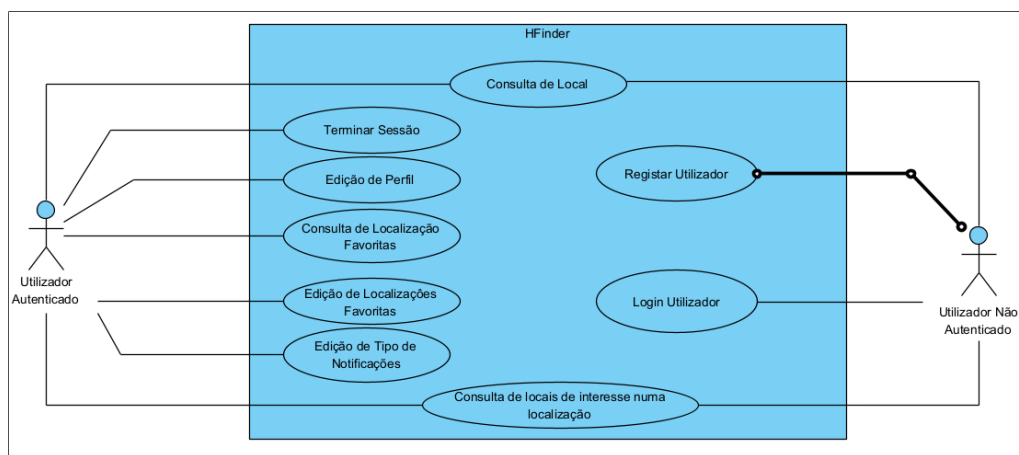 HFinder
Consulta de Local
Terminar Sessão
Registar Utilizador
Edição de Perfil
Consulta de Localização
Favoritas
Utilizador
Autenticado
Edição de Localizações
Favoritas
Login Utilizador
Utilizador Não
Autenticado
Edição de Tipo de
Notificações
Consulta de locais de interesse numa
localização